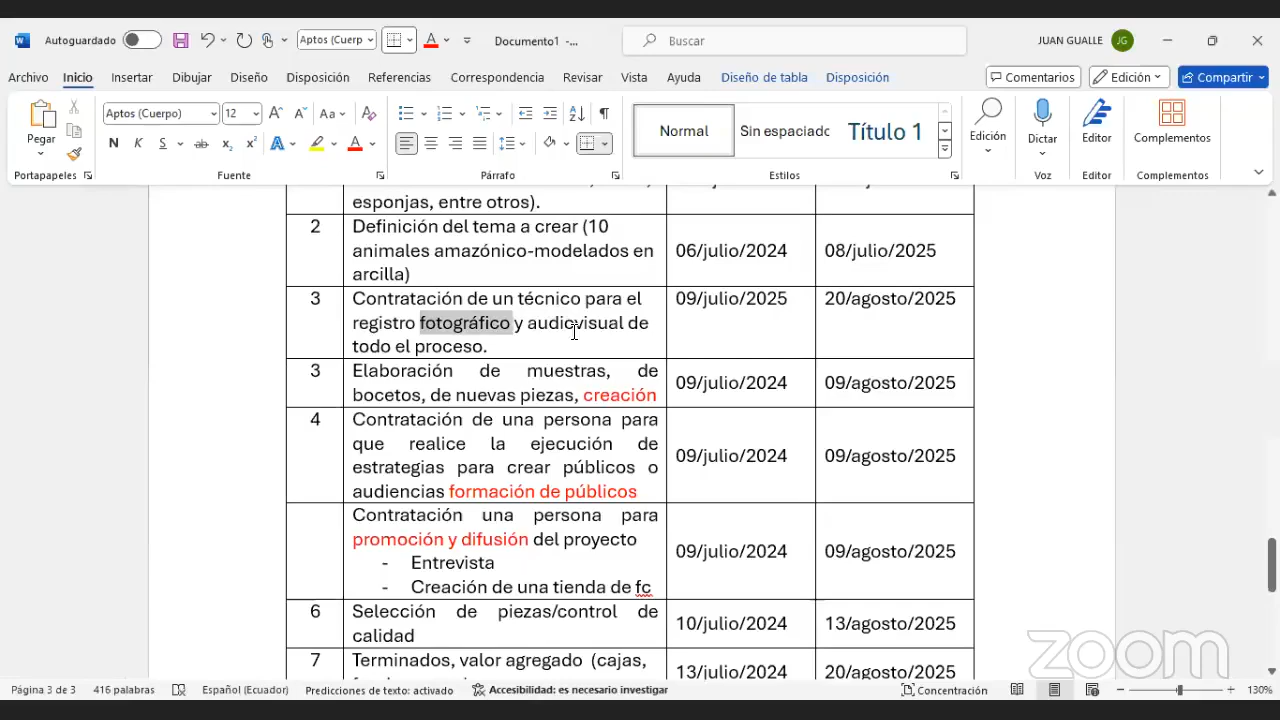 Autoguardado
Aptos (Cuerp
Documento1 -...
Buscar
JUAN GUALLE
JG
Archivo
Inicio
Insertar
Dibujar
Diseño
Disposición
Referencias
Correspondencia
Revisar
Vista
Ayuda
Diseño de tabla
Disposición
Comentarios
Edición
Compartir
Pegar
Aptos (Cuerpo)
12
Normal
Sin espaciado
Título 1
Edición
Dictar
Editor
Complementos
Portapapeles
Fuente
Párrafo
Estilos
Voz
Editor
Complementos
esponjas, entre otros).
2
Definición del tema a crear (10
animales amazónico-modelados en
arcilla)
06/julio/2024
08/julio/2025
3
Contratación de un técnico para el
registro fotográfico y audiovisual de
todo el proceso.
09/julio/2025
20/agosto/2025
3
Elaboración de muestras, de
bocetos, de nuevas piezas, creación
09/julio/2024
09/agosto/2025
4
Contratación de una persona para
que realice la ejecución de
estrategias para crear públicos o
audiencias formación de públicos
09/julio/2024
09/agosto/2025
Contratación una persona para
promoción y difusión del proyecto
- Entrevista
- Creación de una tienda de fc
09/julio/2024
09/agosto/2025
6
Selección de piezas/control de
calidad
10/julio/2024
13/agosto/2025
7
Terminados, valor agregado (cajas,
13/julio/2024
20/agosto/2025
zoom
Página 3 de 3
416 palabras
Español (Ecuador)
Predicciones de texto: activado
Accesibilidad: es necesario investigar
Concentración
130%